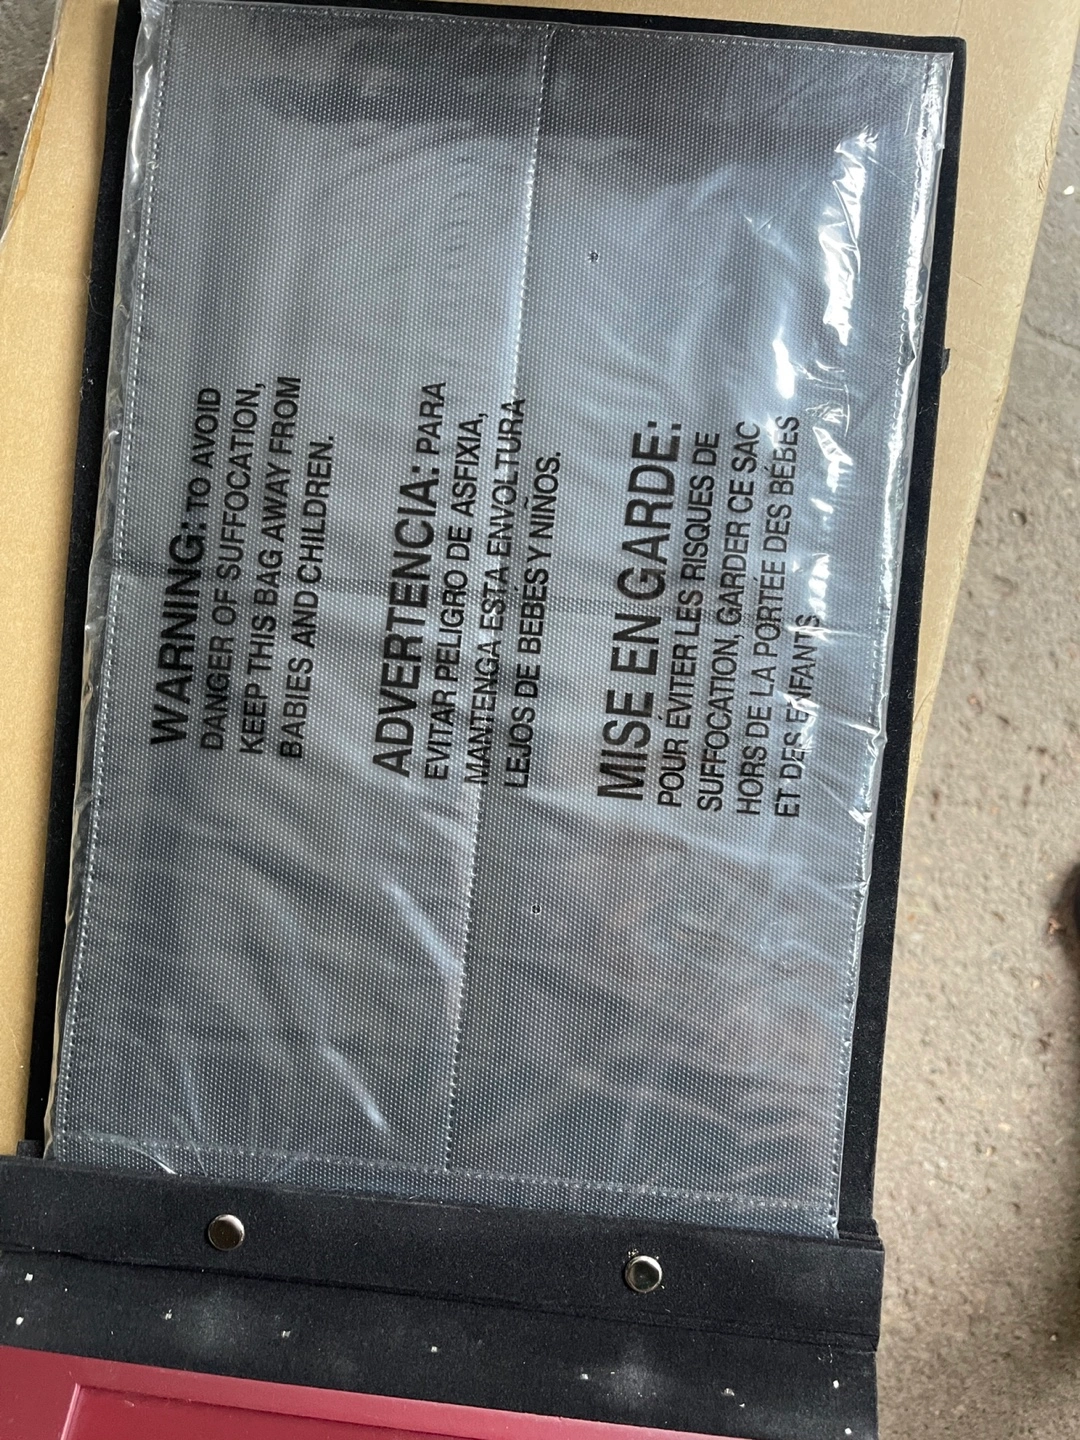 WARNING: TO AVOID
DANGER OF SUFFOCATION,
KEEP THIS BAG AWAY FROM
BABIES AND CHILDREN.
ADVERTENCIA: PARA
EVITAR PELIGRO DE ASFIXIA,
MANTENGA ESTA ENVOLTURA
LEJOS DE BEBÉS Y NIÑOS.
MISE EN GARDE:
POUR ÉVITER LES RISQUES DE
SUFFOCATION, GARDER CE SAC
HORS DE LA PORTÉE DES BÉBÉS
ET DES ENFANTS.